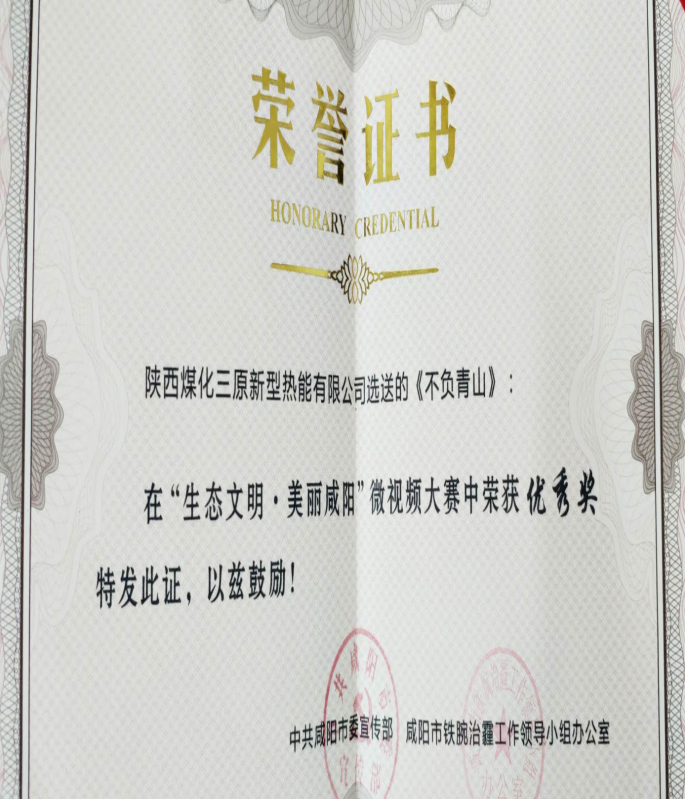 荣誉证书
HONORARY CREDENTIAL
陕西煤化三原新型热能有限公司选送的《不负青山》：
在“生态文明·美丽咸阳”微视频大赛中荣获优秀奖
特发此证，以兹鼓励！
中共咸阳市委宣传部 咸阳市铁腕治霾工作领导小组办公室